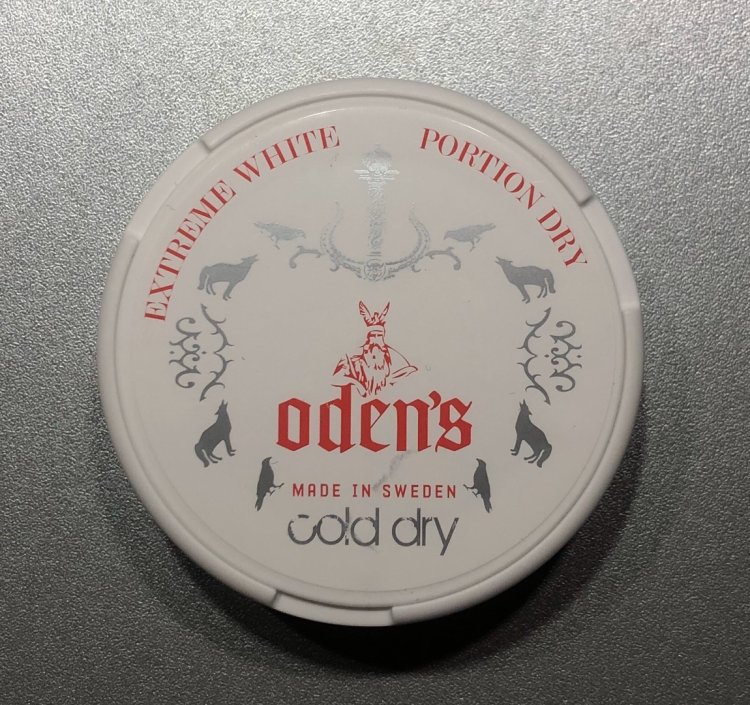 EXTREME WHITE PORTION DRY
oden's
MADE IN SWEDEN
cold dry